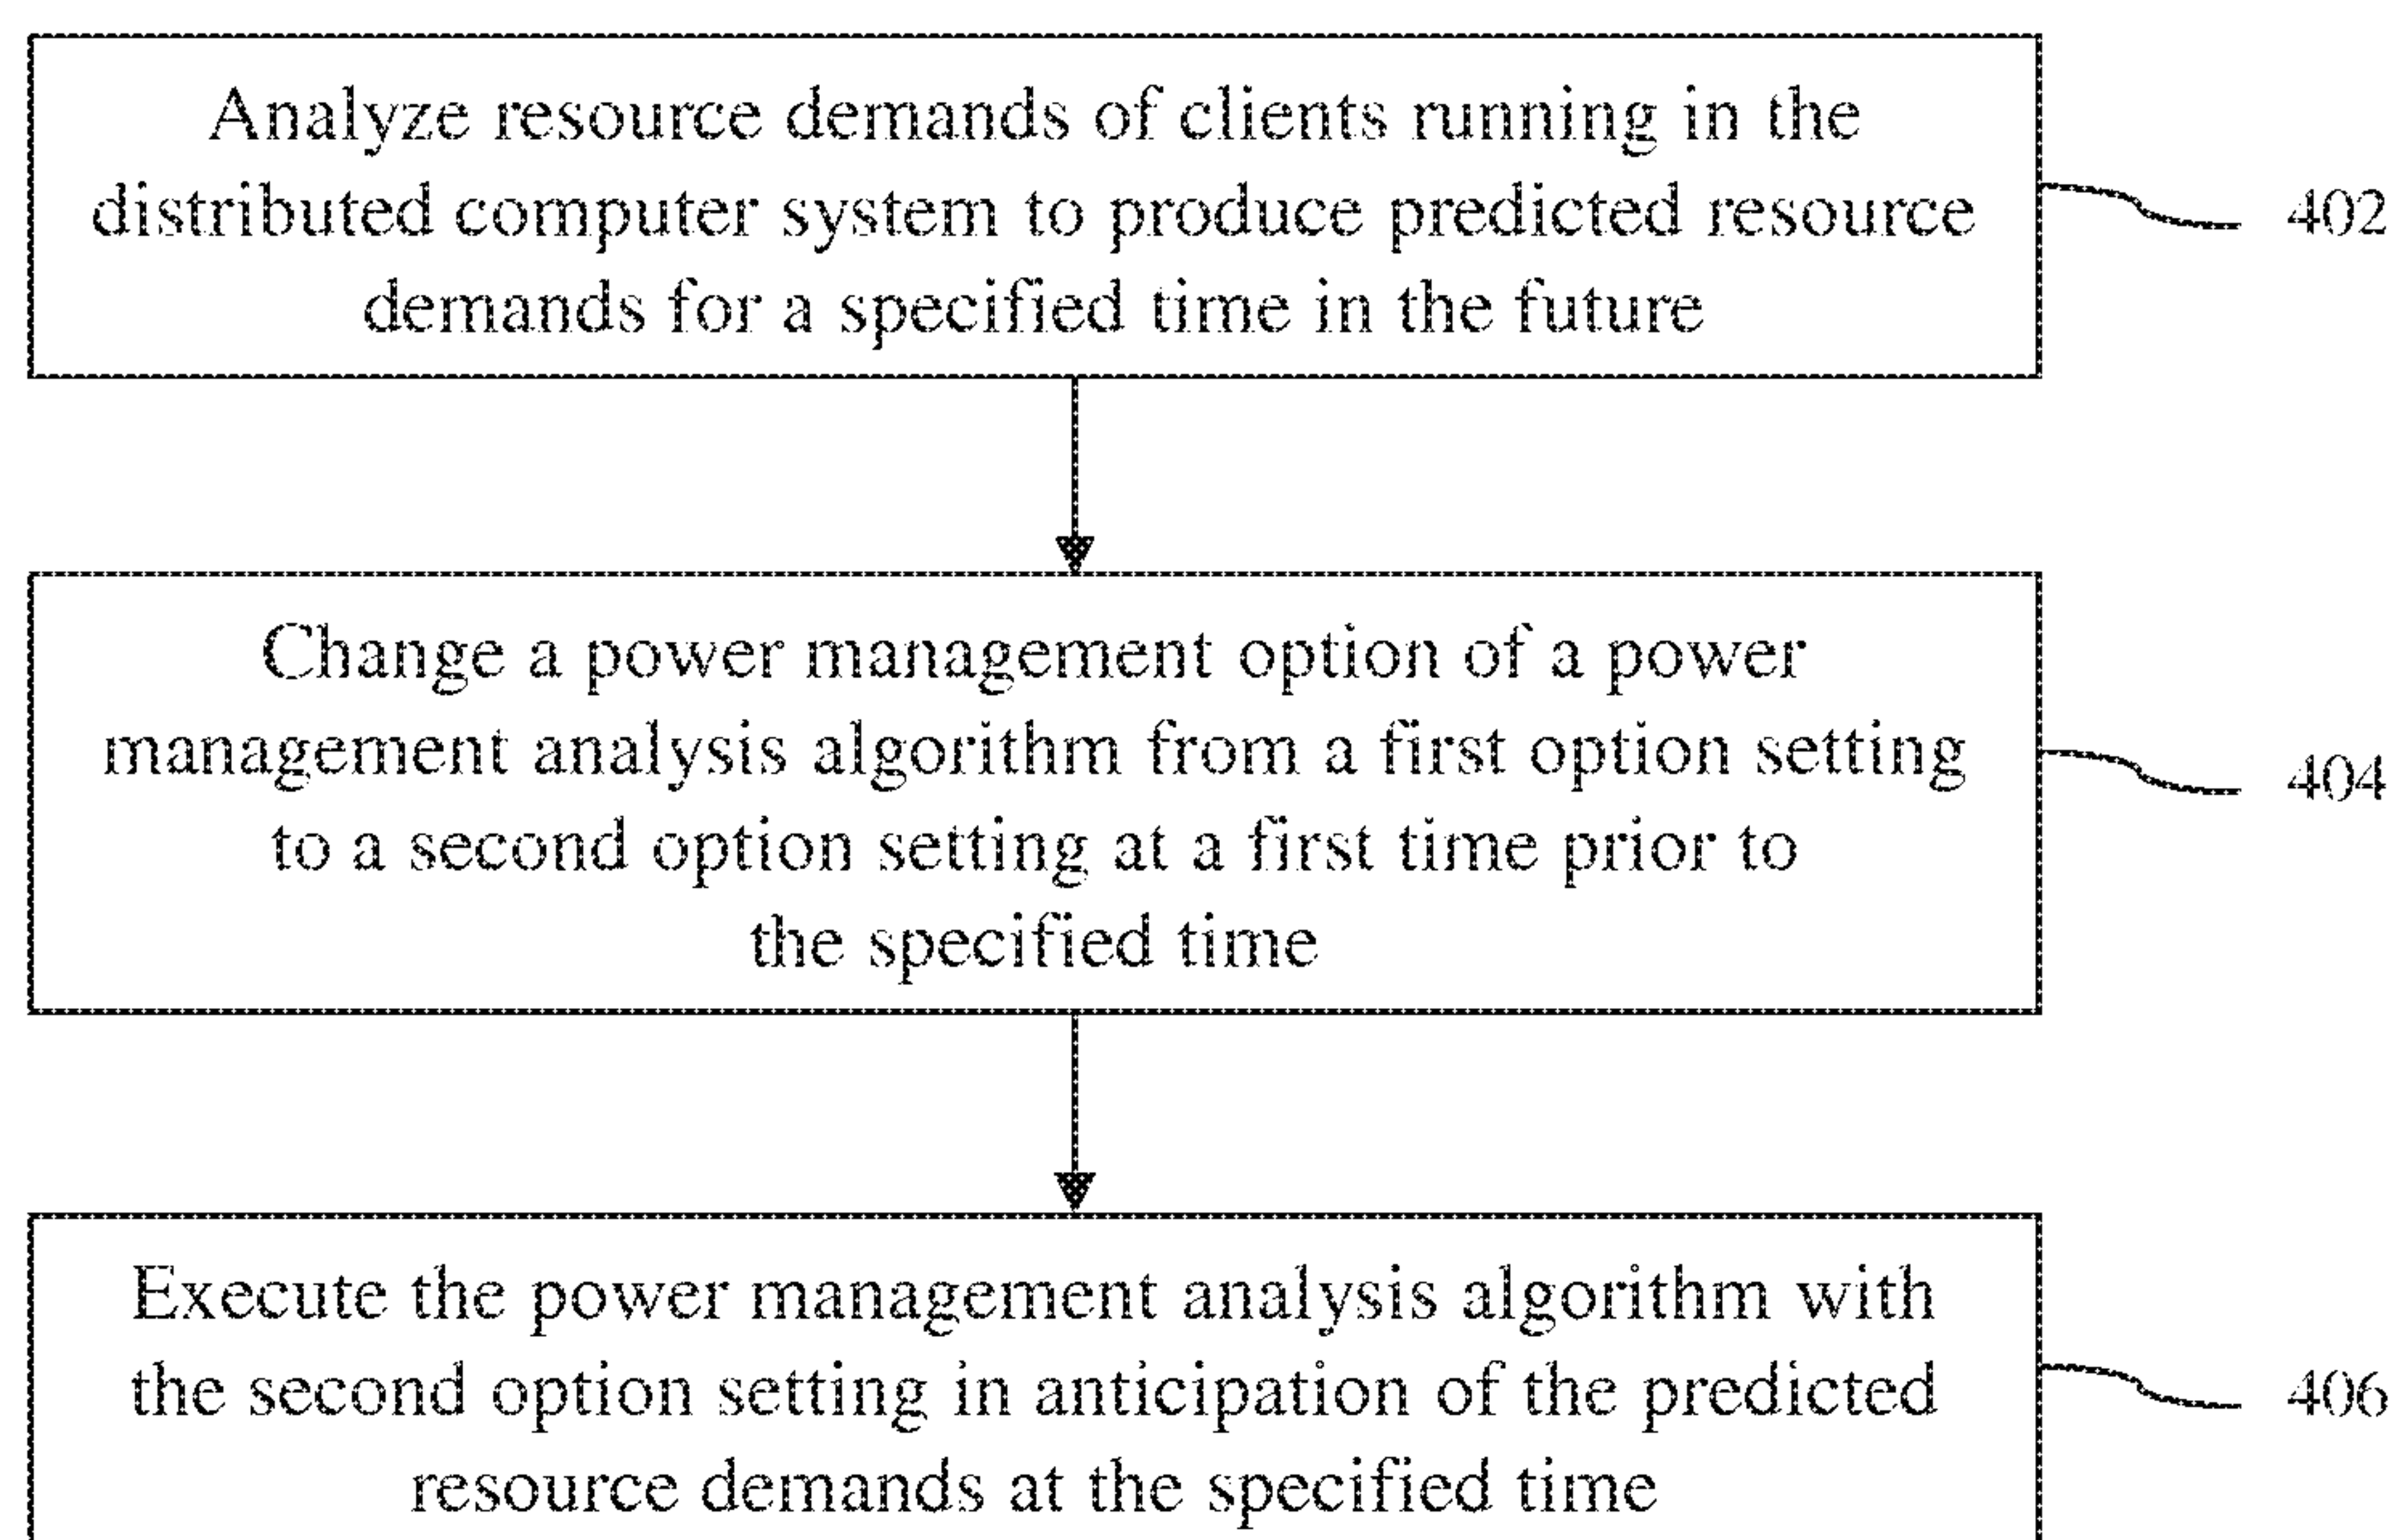 Analyze resource demands of clients running in the
distributed computer system to produce predicted resource
demands for a specified time in the future
402
Change a power management option of a power
management analysis algorithm from a first option setting
to a second option setting at a first time prior to
the specified time
404
Execute the power management analysis algorithm with
the second option setting in anticipation of the predicted
resource demands at the specified time
406